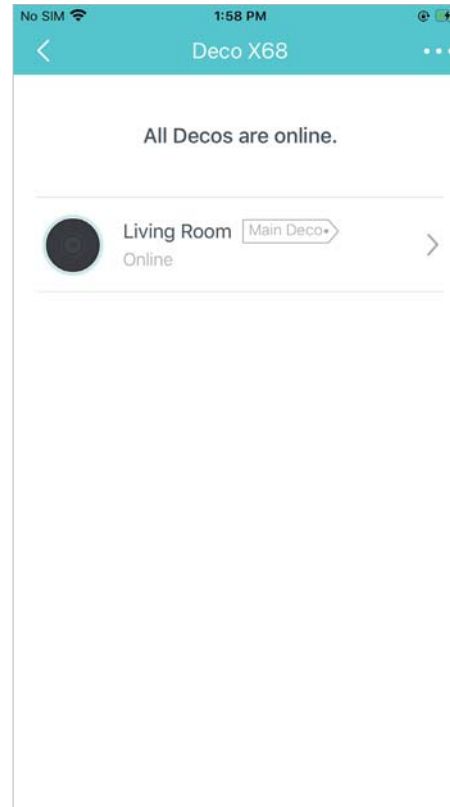 No SIM 1:58 PM
Deco X68
All Decos are online.
Living Room Main Deco
Online